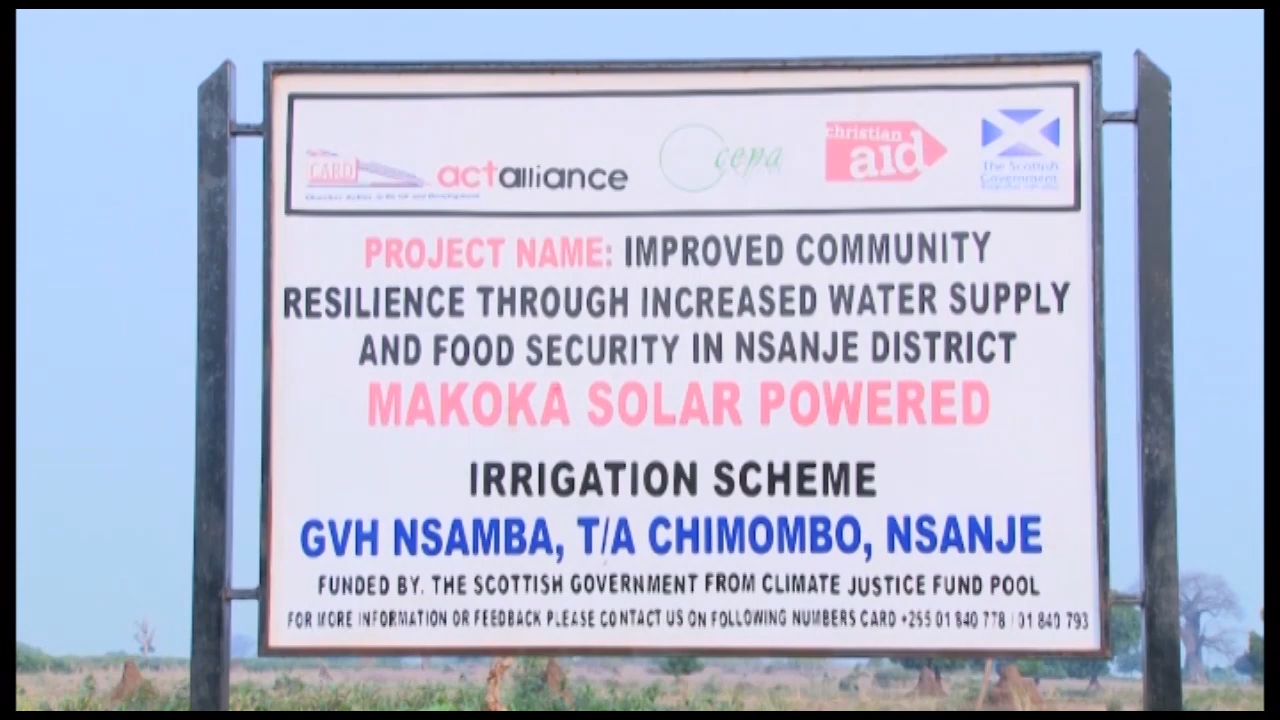 CARD
actalliance
cepa
christian
aid
The Scottish
Government
PROJECT NAME: IMPROVED COMMUNITY
RESILIENCE THROUGH INCREASED WATER SUPPLY
AND FOOD SECURITY IN NSANJE DISTRICT
MAKOKA SOLAR POWERED
IRRIGATION SCHEME
GVH NSAMBA, T/A CHIMOMBO, NSANJE
FUNDED BY. THE SCOTTISH GOVERNMENT FROM CLIMATE JUSTICE FUND POOL
FOR MORE INFORMATION OR FEEDBACK PLEASE CONTACT US ON FOLLOWING NUMBERS CARD +255 01 840 778 / 01 840 793